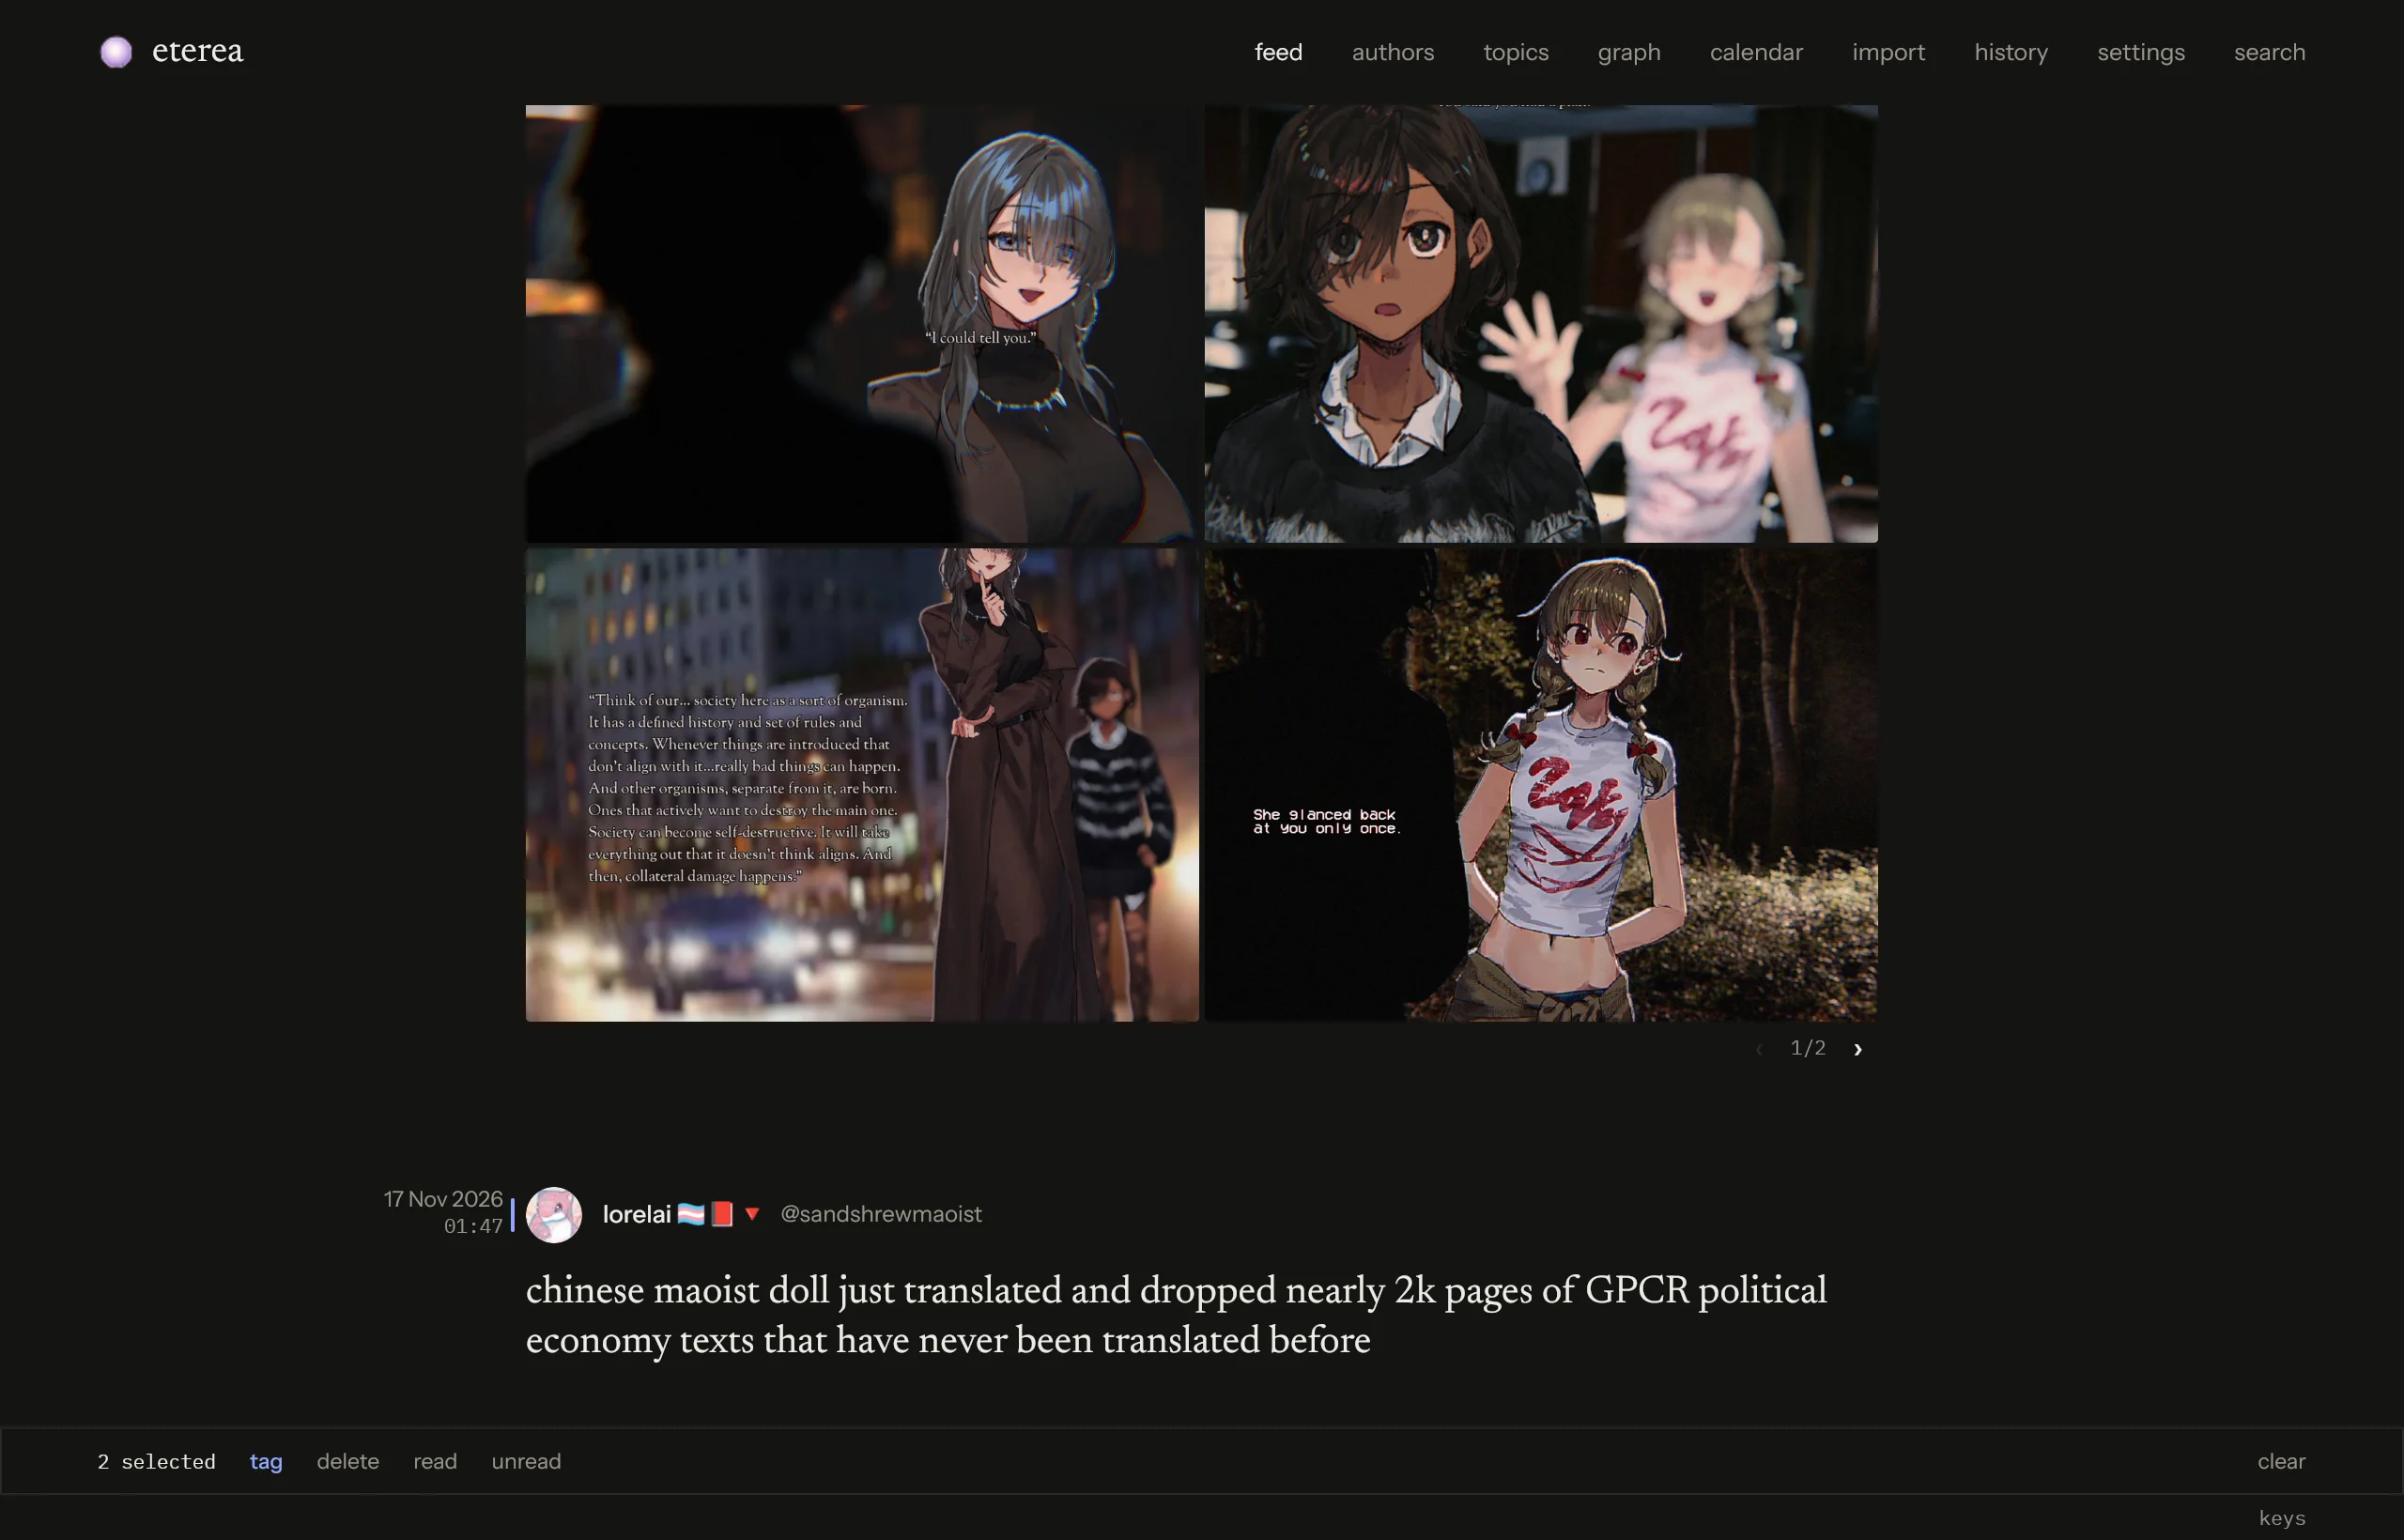 eterea
feed authors topics graph calendar import history settings search
"I could tell you."
"Think of our... society here as a sort of organism.
It has a defined history and set of rules and
concepts. Whenever things are introduced that
don't align with it...really bad things can happen.
And other organisms, separate from it, are born.
Ones that actively want to destroy the main one.
Society can become self-destructive. It will take
everything out that it doesn't think aligns. And
then, collateral damage happens."
She glanced back
at you only once.
‹ 1/2 ›
17 Nov 2026
01:47
lorelai 🏳️‍⚧️📕🔻 @sandshrewmaoist
chinese maoist doll just translated and dropped nearly 2k pages of GPCR political
economy texts that have never been translated before
2 selected tag delete read unread clear
keys